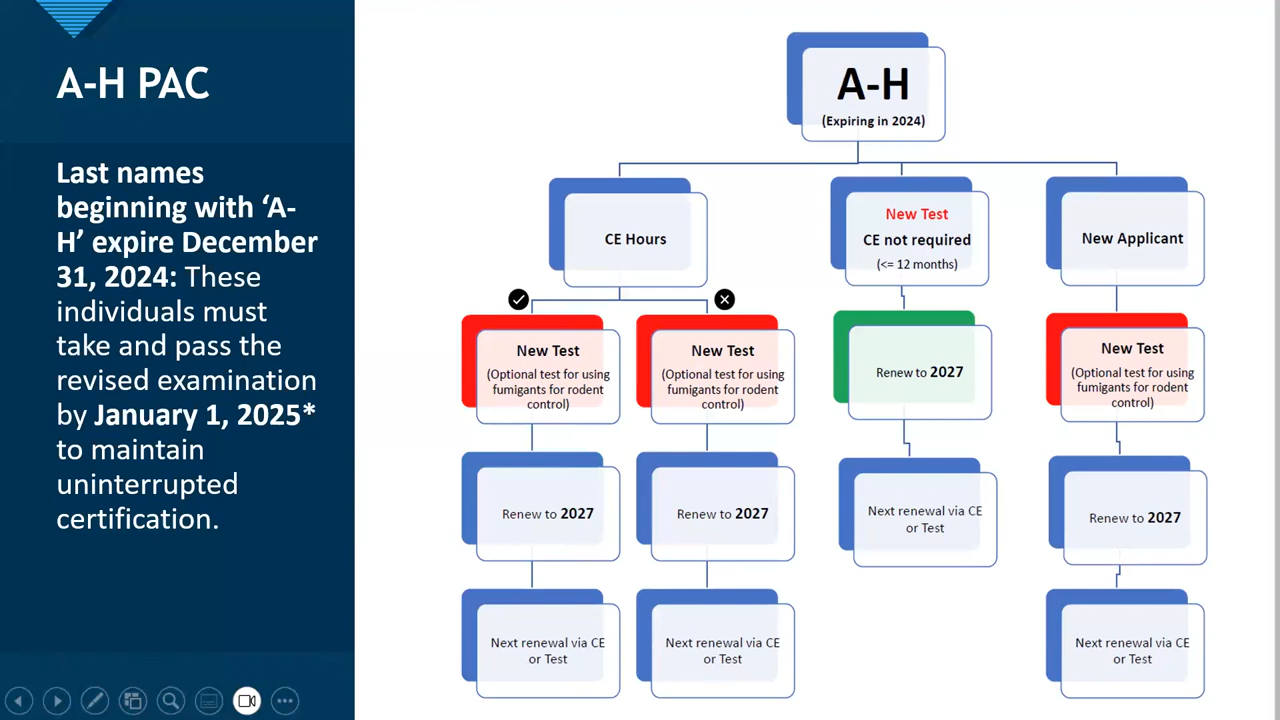 A-H PAC
Last names
beginning with ‘A-
H’ expire December
31, 2024: These
individuals must
take and pass the
revised examination
by January 1, 2025*
to maintain
uninterrupted
certification.
A-H
(Expiring in 2024)
CE Hours
New Test
CE not required
(<= 12 months)
New Applicant
New Test
(Optional test for using
fumigants for rodent
control)
New Test
(Optional test for using
fumigants for rodent
control)
Renew to 2027
New Test
(Optional test for using
fumigants for rodent
control)
Renew to 2027
Renew to 2027
Next renewal via CE
or Test
Renew to 2027
Next renewal via CE
or Test
Next renewal via CE
or Test
Next renewal via CE
or Test